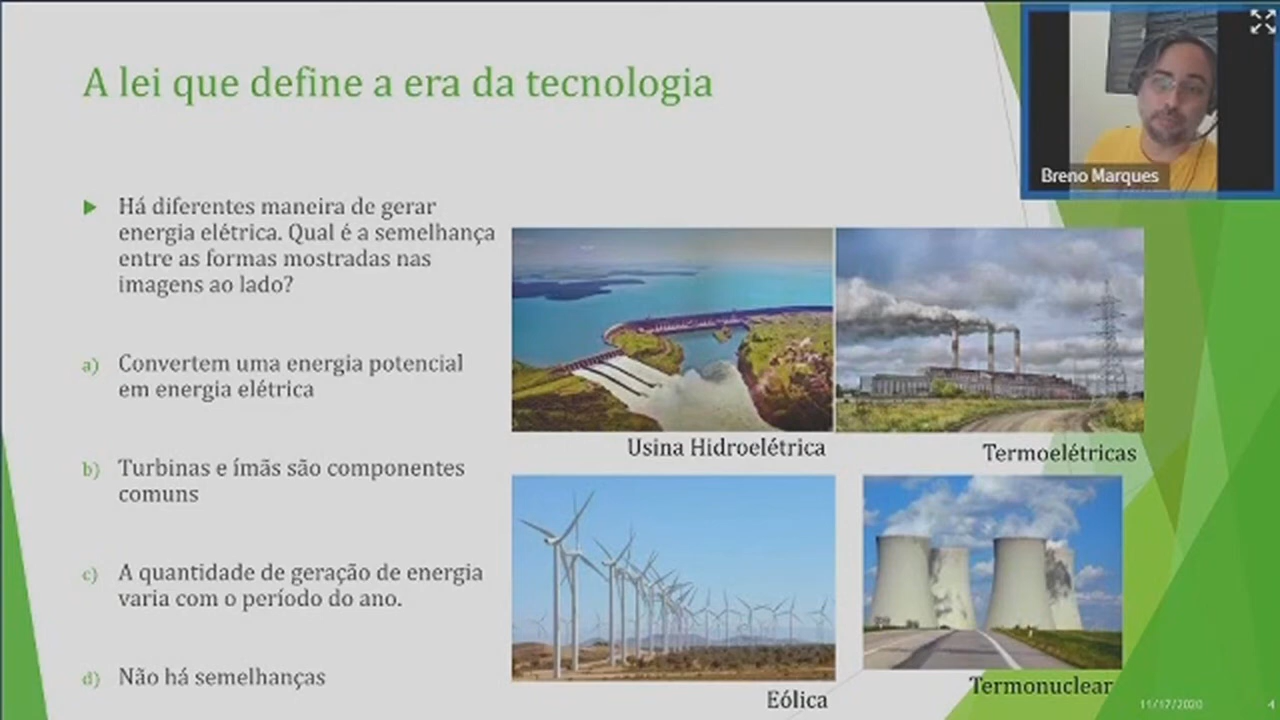 A lei que define a era da tecnologia
Breno Marques
Há diferentes maneira de gerar
energia elétrica. Qual é a semelhança
entre as formas mostradas nas
imagens ao lado?
a) Convertem uma energia potencial
em energia elétrica
b) Turbinas e ímãs são componentes
comuns
c) A quantidade de geração de energia
varia com o período do ano.
d) Não há semelhanças
Usina Hidroelétrica
Termoelétricas
Eólica
Termonuclear
11/17/2020
4